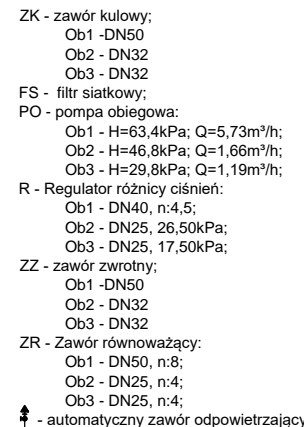 ZK - zawór kulowy;
Ob1 -DN50
Ob2 - DN32
Ob3 - DN32
FS - filtr siatkowy;
PO - pompa obiegowa:
Ob1 - H=63,4kPa; Q=5,73m³/h;
Ob2 - H=46,8kPa; Q=1,66m³/h;
Ob3 - H=29,8kPa; Q=1,19m³/h;
R - Regulator różnicy ciśnień:
Ob1 - DN40, n:4,5;
Ob2 - DN25, 26,50kPa;
Ob3 - DN25, 17,50kPa;
ZZ - zawór zwrotny;
Ob1 -DN50
Ob2 - DN32
Ob3 - DN32
ZR - Zawór równoważący:
Ob1 - DN50, n:8;
Ob2 - DN25, n:4;
Ob3 - DN25, n:4;
- automatyczny zawór odpowietrzający